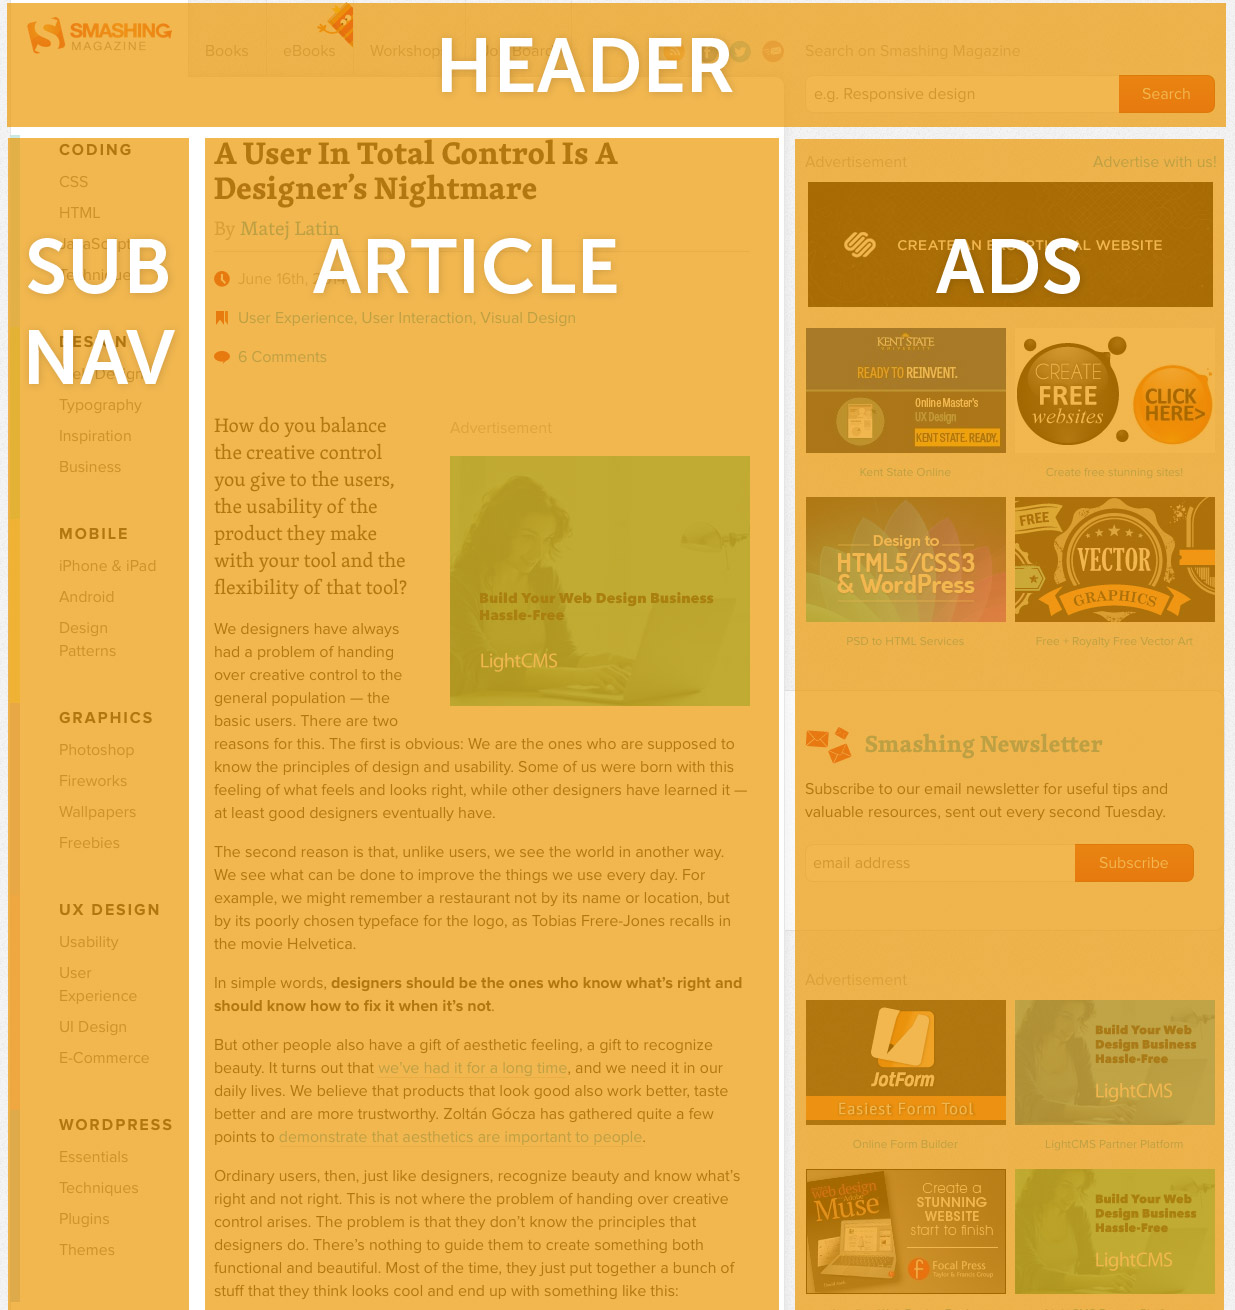 SMASHING
MAGAZINE
Books
eBooks
Workshops
Job Board
Search on Smashing Magazine
e.g. Responsive design
Search
HEADER
CODING
CSS
HTML
JavaScript
Techniques
SUB
NAV
DESIGN
Web Design
Typography
Inspiration
Business
MOBILE
iPhone & iPad
Android
Design
Patterns
GRAPHICS
Photoshop
Fireworks
Wallpapers
Freebies
UX DESIGN
Usability
User
Experience
UI Design
E-Commerce
WORDPRESS
Essentials
Techniques
Plugins
Themes
A User In Total Control Is A
Designer’s Nightmare
By Matej Latin
ARTICLE
June 16th,
User Experience, User Interaction, Visual Design
6 Comments
How do you balance
the creative control
you give to the users,
the usability of the
product they make
with your tool and the
flexibility of that tool?
Advertisement
Build Your Web Design Business
Hassle-Free
LightCMS
We designers have always
had a problem of handing
over creative control to the
general population — the
basic users. There are two
reasons for this. The first is obvious: We are the ones who are supposed to
know the principles of design and usability. Some of us were born with this
feeling of what feels and looks right, while other designers have learned it —
at least good designers eventually have.
The second reason is that, unlike users, we see the world in another way.
We see what can be done to improve the things we use every day. For
example, we might remember a restaurant not by its name or location, but
by its poorly chosen typeface for the logo, as Tobias Frere-Jones recalls in
the movie Helvetica.
In simple words, designers should be the ones who know what’s right and
should know how to fix it when it’s not.
But other people also have a gift of aesthetic feeling, a gift to recognize
beauty. It turns out that we’ve had it for a long time, and we need it in our
daily lives. We believe that products that look good also work better, taste
better and are more trustworthy. Zoltán Gócza has gathered quite a few
points to demonstrate that aesthetics are important to people.
Ordinary users, then, just like designers, recognize beauty and know what’s
right and not right. This is not where the problem of handing over creative
control arises. The problem is that they don’t know the principles that
designers do. There’s nothing to guide them to create something both
functional and beautiful. Most of the time, they just put together a bunch of
stuff that they think looks cool and end up with something like this:
Advertisement
Advertise with us!
CREATE AN EXCEPTIONAL WEBSITE
ADS
KENT STATE
UNIVERSITY
READY TO REINVENT.
Online Master's
UX Design
KENT STATE. READY.
Kent State Online
CREATE
FREE
websites
CLICK
HERE>
Create free stunning sites!
Design to
HTML5/CSS3
& WordPress
PSD to HTML Services
FREE
VECTOR
GRAPHICS
Free + Royalty Free Vector Art
Smashing Newsletter
Subscribe to our email newsletter for useful tips and
valuable resources, sent out every second Tuesday.
email address
Subscribe
Advertisement
JotForm
Easiest Form Tool
Online Form Builder
Build Your Web
Design Business
Hassle-Free
LightCMS
LightCMS Partner Platform
web design
Muse
Create a
STUNNING
WEBSITE
start to finish
Focal Press
Taylor & Francis Group
Build Your Web
Design Business
Hassle-Free
LightCMS